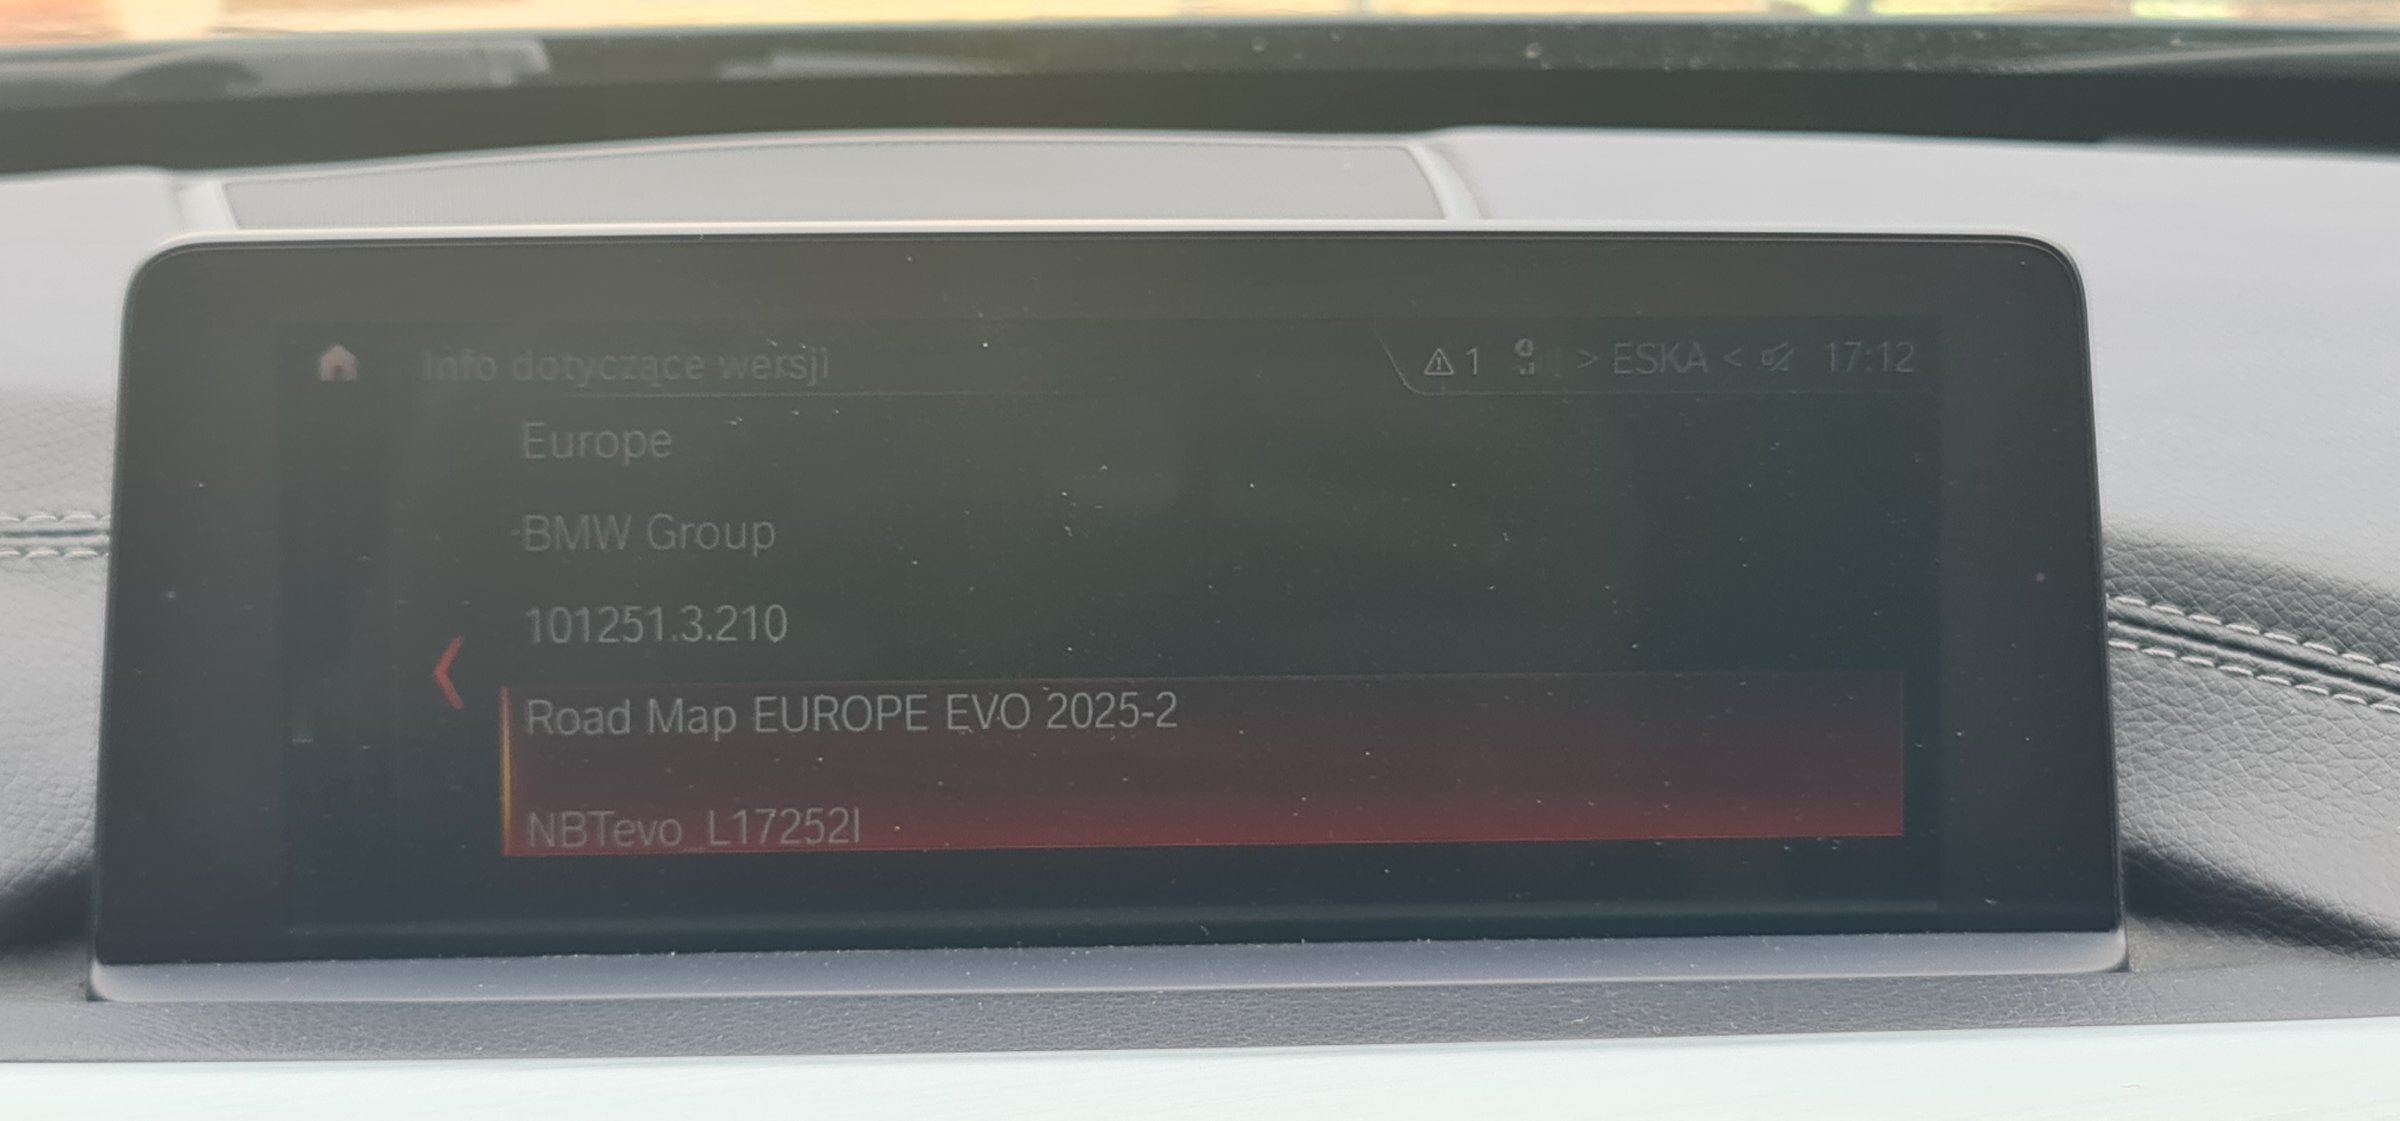 Info dotyczące wersji
1 > ESKA < 17:12
Europe
BMW Group
101251.3.210
Road Map EUROPE EVO 2025-2
NBTevo_L17252I